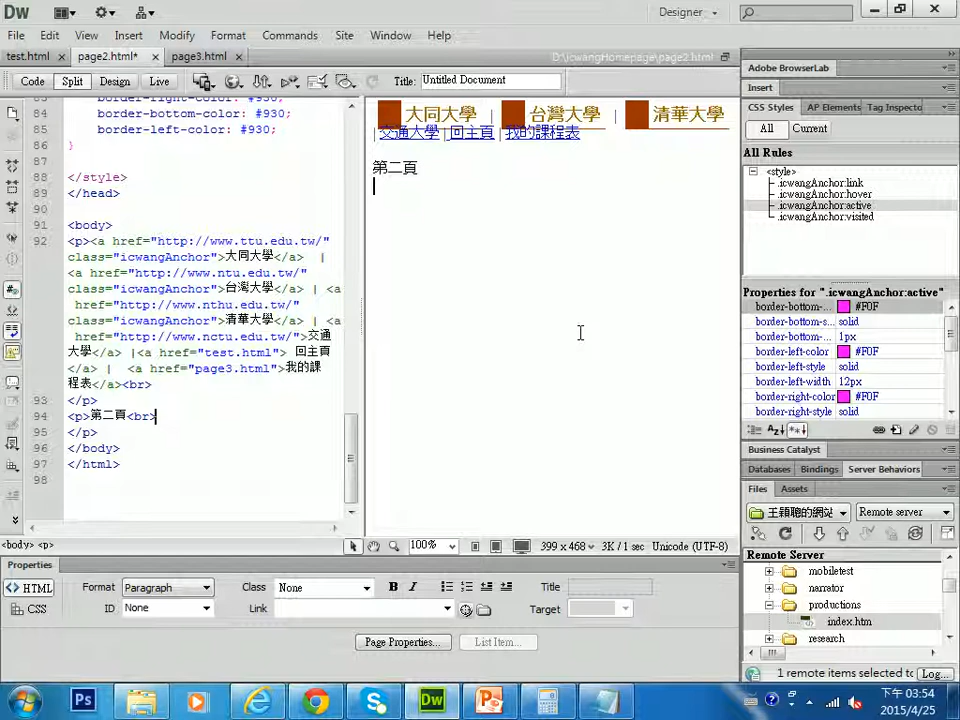 Dw
Designer
File Edit View Insert Modify Format Commands Site Window Help
test.html × page2.html* × page3.html ×
D:\icwangHomepage\page2.html
Code Split Design Live Title: Untitled Document
84 border-bottom-color: #930;
85 border-left-color: #930;
86 }
87
88 </style>
89 </head>
90
91 <body>
92 <p><a href="http://www.ttu.edu.tw/"
class="icwangAnchor">大同大學</a> |
<a href="http://www.ntu.edu.tw/"
class="icwangAnchor">台灣大學</a> | <a
href="http://www.nthu.edu.tw/"
class="icwangAnchor">清華大學</a> | <a
href="http://www.nctu.edu.tw/">交通
大學</a> |<a href="test.html"> 回主頁
</a> | <a href="page3.html">我的課
程表</a><br>
93 </p>
94 <p>第二頁<br>
95 </p>
96 </body>
97 </html>
98
大同大學 | 台灣大學 | 清華大學
| 交通大學 | 回主頁 | 我的課程表
第二頁
<body> <p>
100% 399 x 468 3K / 1 sec Unicode (UTF-8)
Adobe BrowserLab
Insert
CSS Styles AP Elements Tag Inspecto
All Current
All Rules
<style>
.icwangAnchor:link
.icwangAnchor:hover
.icwangAnchor:active
.icwangAnchor:visited
Properties for ".icwangAnchor:active"
border-bottom-... #F0F
border-bottom-s... solid
border-bottom-... 1px
border-left-color #F0F
border-left-style solid
border-left-width 12px
border-right-color #F0F
border-right-style solid
Business Catalyst
Databases Bindings Server Behaviors
Files Assets
王穎聰的網站 Remote server
Remote Server
mobiletest
narrator
productions
index.htm
research
1 remote items selected to Log...
Properties
HTML Format Paragraph Class None B I Title
CSS ID None Link Target
Page Properties... List Item...
Ps Dw
下午 03:54
2015/4/25